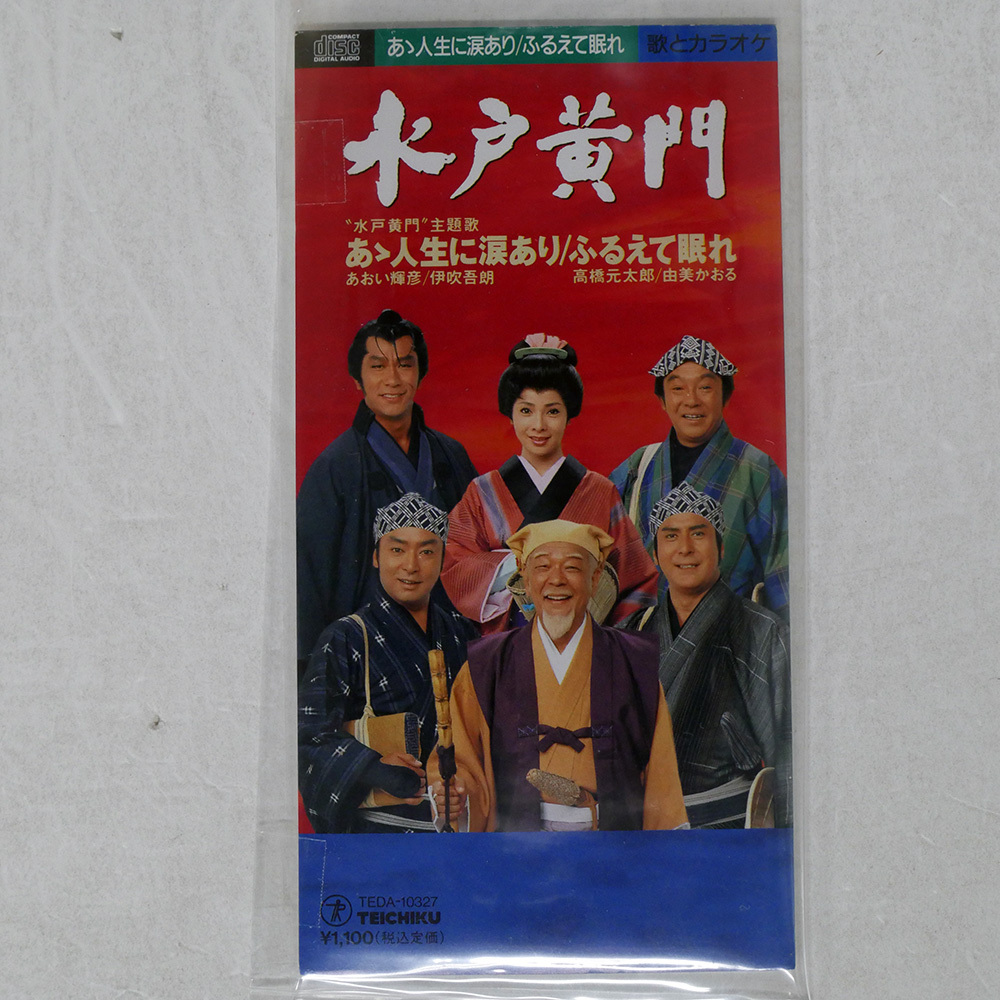 COMPACT
disc
DIGITAL AUDIO
あゝ人生に涙あり/ふるえて眠れ
歌とカラオケ
水戸黄門
"水戸黄門"主題歌
あゝ人生に涙あり/ふるえて眠れ
あおい輝彦/伊吹吾朗 高橋元太郎/由美かおる
TEDA-10327
TEICHIKU
¥1,100(税込定価)